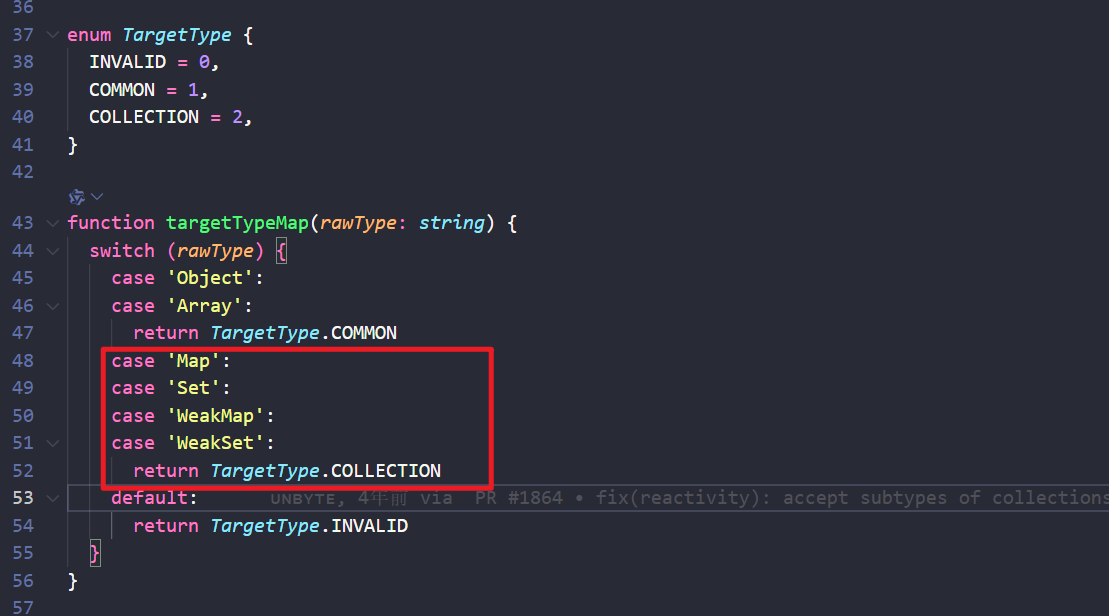 36
37 enum TargetType {
38 INVALID = 0,
39 COMMON = 1,
40 COLLECTION = 2,
41 }
42
43 function targetTypeMap(rawType: string) {
44 switch (rawType) {
45 case 'Object':
46 case 'Array':
47 return TargetType.COMMON
48 case 'Map':
49 case 'Set':
50 case 'WeakMap':
51 case 'WeakSet':
52 return TargetType.COLLECTION
53 default: UNBYTE, 4年前 via PR #1864 • fix(reactivity): accept subtypes of collections
54 return TargetType.INVALID
55 }
56 }
57